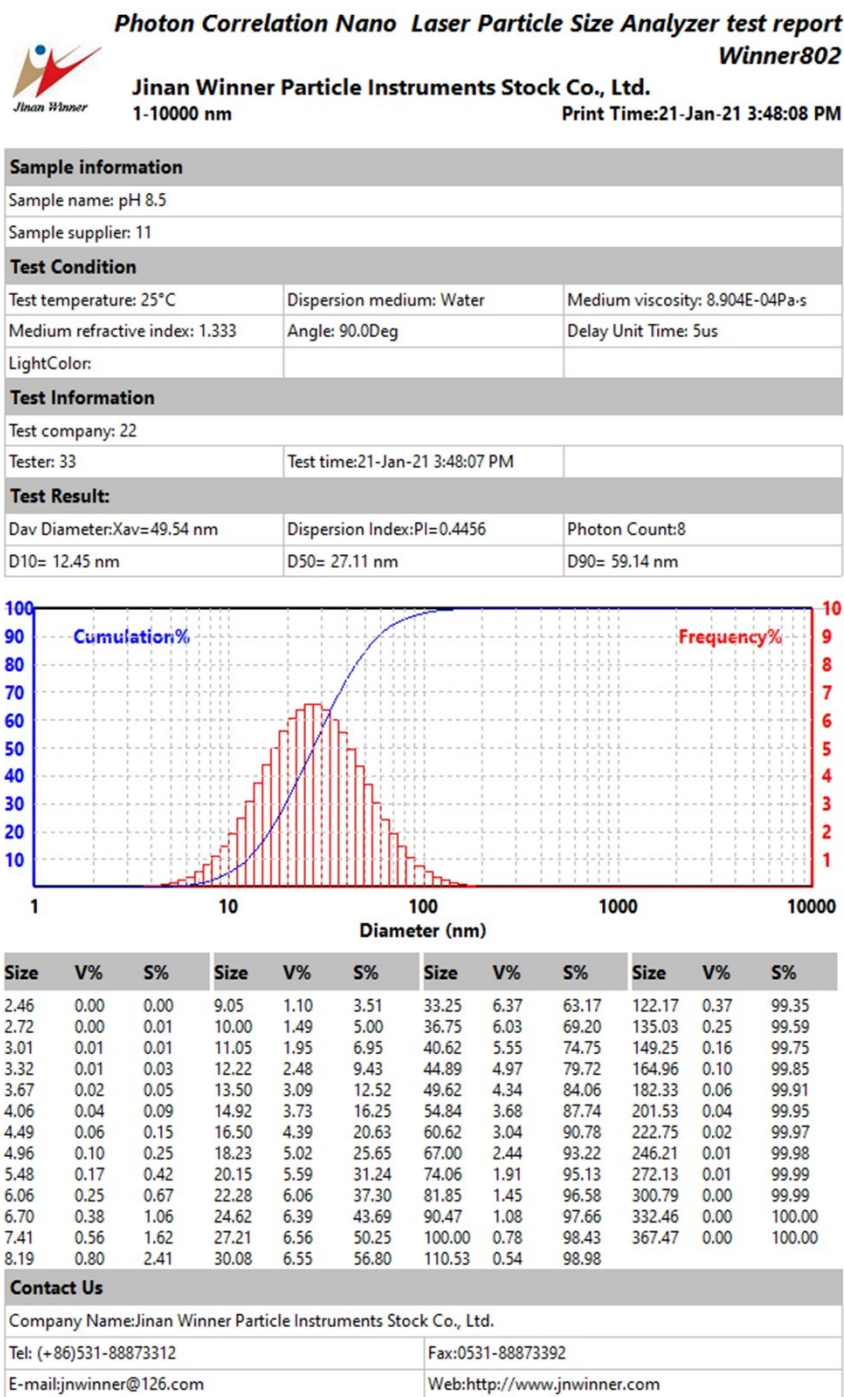 Photon Correlation Nano Laser Particle Size Analyzer test report
Winner802
Jinan Winner
Jinan Winner Particle Instruments Stock Co., Ltd.
1-10000 nm Print Time:21-Jan-21 3:48:08 PM
Sample information
Sample name: pH 8.5
Sample supplier: 11
Test Condition
Test temperature: 25°C Dispersion medium: Water Medium viscosity: 8.904E-04Pa·s
Medium refractive index: 1.333 Angle: 90.0Deg Delay Unit Time: 5us
LightColor:
Test Information
Test company: 22
Tester: 33 Test time:21-Jan-21 3:48:07 PM
Test Result:
Dav Diameter:Xav=49.54 nm Dispersion Index:PI=0.4456 Photon Count:8
D10= 12.45 nm D50= 27.11 nm D90= 59.14 nm
100 10
90 Cumulation% Frequency% 9
80 8
70 7
60 6
50 5
40 4
30 3
20 2
10 1
1 10 100 1000 10000
Diameter (nm)
Size V% S% Size V% S% Size V% S% Size V% S%
2.46 0.00 0.00 9.05 1.10 3.51 33.25 6.37 63.17 122.17 0.37 99.35
2.72 0.00 0.01 10.00 1.49 5.00 36.75 6.03 69.20 135.03 0.25 99.59
3.01 0.01 0.01 11.05 1.95 6.95 40.62 5.55 74.75 149.25 0.16 99.75
3.32 0.01 0.03 12.22 2.48 9.43 44.89 4.97 79.72 164.96 0.10 99.85
3.67 0.02 0.05 13.50 3.09 12.52 49.62 4.34 84.06 182.33 0.06 99.91
4.06 0.04 0.09 14.92 3.73 16.25 54.84 3.68 87.74 201.53 0.04 99.95
4.49 0.06 0.15 16.50 4.39 20.63 60.62 3.04 90.78 222.75 0.02 99.97
4.96 0.10 0.25 18.23 5.02 25.65 67.00 2.44 93.22 246.21 0.01 99.98
5.48 0.17 0.42 20.15 5.59 31.24 74.06 1.91 95.13 272.13 0.01 99.99
6.06 0.25 0.67 22.28 6.06 37.30 81.85 1.45 96.58 300.79 0.00 99.99
6.70 0.38 1.06 24.62 6.39 43.69 90.47 1.08 97.66 332.46 0.00 100.00
7.41 0.56 1.62 27.21 6.56 50.25 100.00 0.78 98.43 367.47 0.00 100.00
8.19 0.80 2.41 30.08 6.55 56.80 110.53 0.54 98.98
Contact Us
Company Name:Jinan Winner Particle Instruments Stock Co., Ltd.
Tel: (+86)531-88873312 Fax:0531-88873392
E-mail:jnwinner@126.com Web:http://www.jnwinner.com